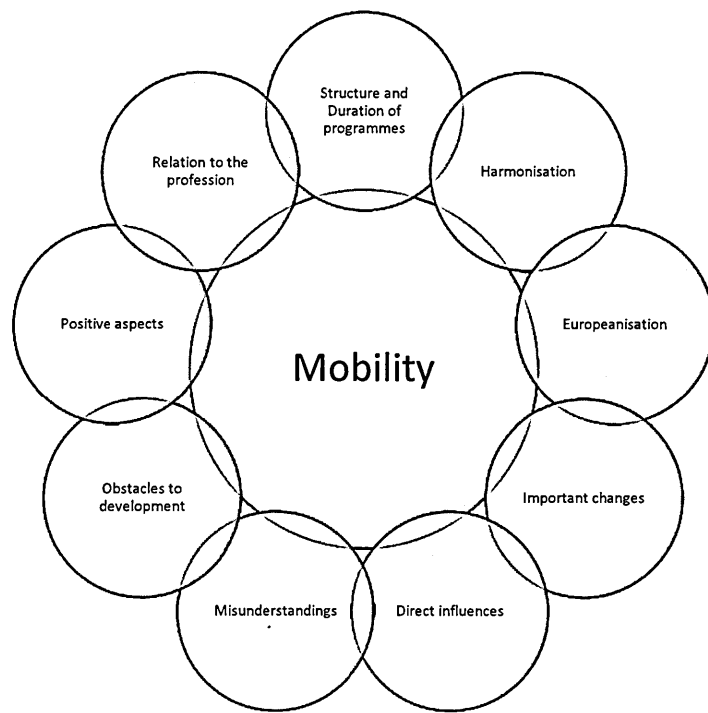 Structure and
Duration of
programmes
Harmonisation
Europeanisation
Important changes
Direct influences
Misunderstandings
Obstacles to
development
Positive aspects
Relation to the
profession
Mobility